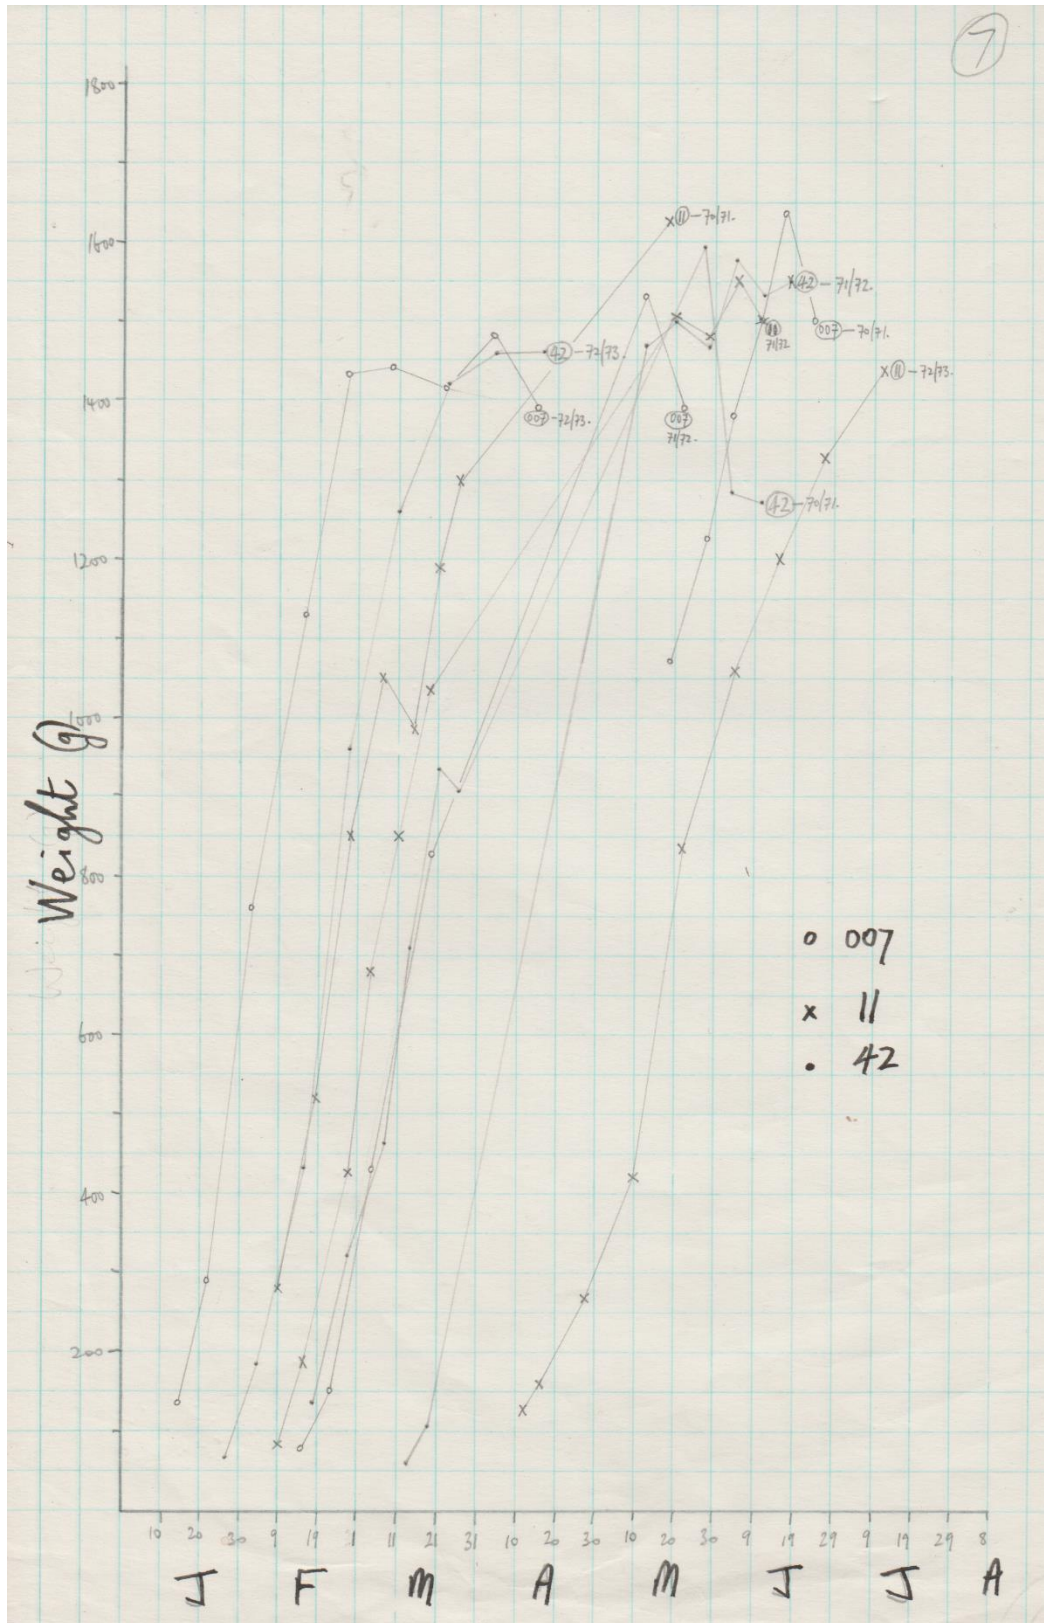 7
1800
1600
1400
1200
1000
800
600
400
200
Weight (g)
11 - 70/71.
42 - 71/72.
007 - 70/71.
11
71/72
42 - 72/73.
11 - 72/73.
007 - 72/73.
007
71/72.
42 - 70/71.
o 007
x 11
• 42
10 20 30 9 19 1 11 21 31 10 20 30 10 20 30 9 19 29 9 19 29 8
J F M A M J J A